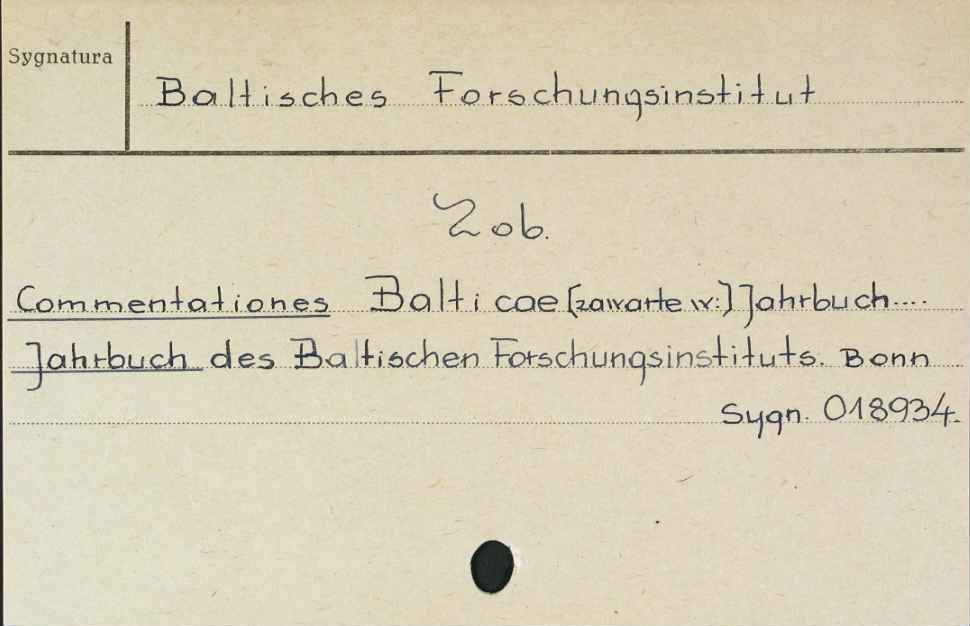 Sygnatura
Baltisches Forschungsinstitut
Zob.
Commentationes Balticae [zawarte w:] Jahrbuch....
Jahrbuch des Baltischen Forschungsinstituts. Bonn
Sygn. 018934.